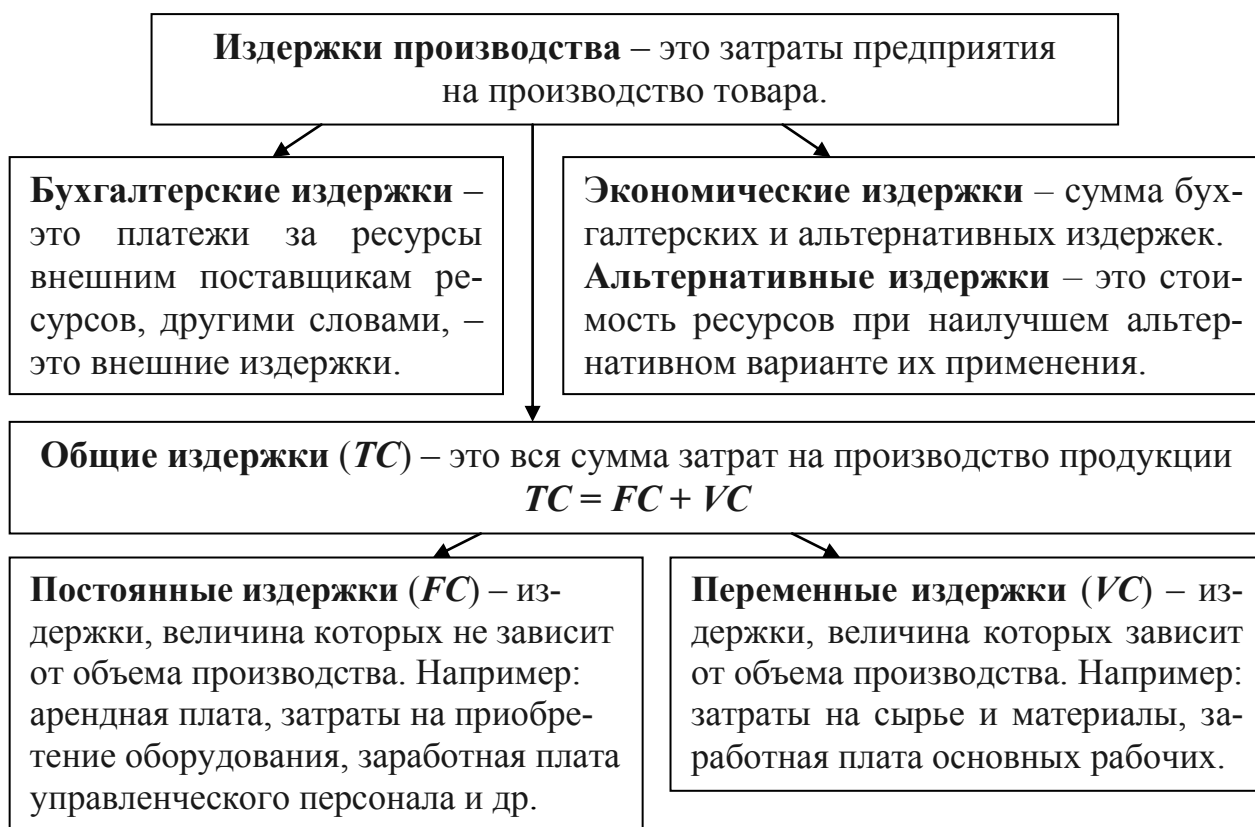 Издержки производства – это затраты предприятия
на производство товара.
Бухгалтерские издержки –
это платежи за ресурсы
внешним поставщикам ре-
сурсов, другими словами, –
это внешние издержки.
Экономические издержки – сумма бух-
галтерских и альтернативных издержек.
Альтернативные издержки – это стои-
мость ресурсов при наилучшем альтер-
нативном варианте их применения.
Общие издержки (TC) – это вся сумма затрат на производство продукции
TC = FC + VC
Постоянные издержки (FC) – из-
держки, величина которых не зависит
от объема производства. Например:
арендная плата, затраты на приобре-
тение оборудования, заработная плата
управленческого персонала и др.
Переменные издержки (VC) – из-
держки, величина которых зависит
от объема производства. Например:
затраты на сырье и материалы, за-
работная плата основных рабочих.